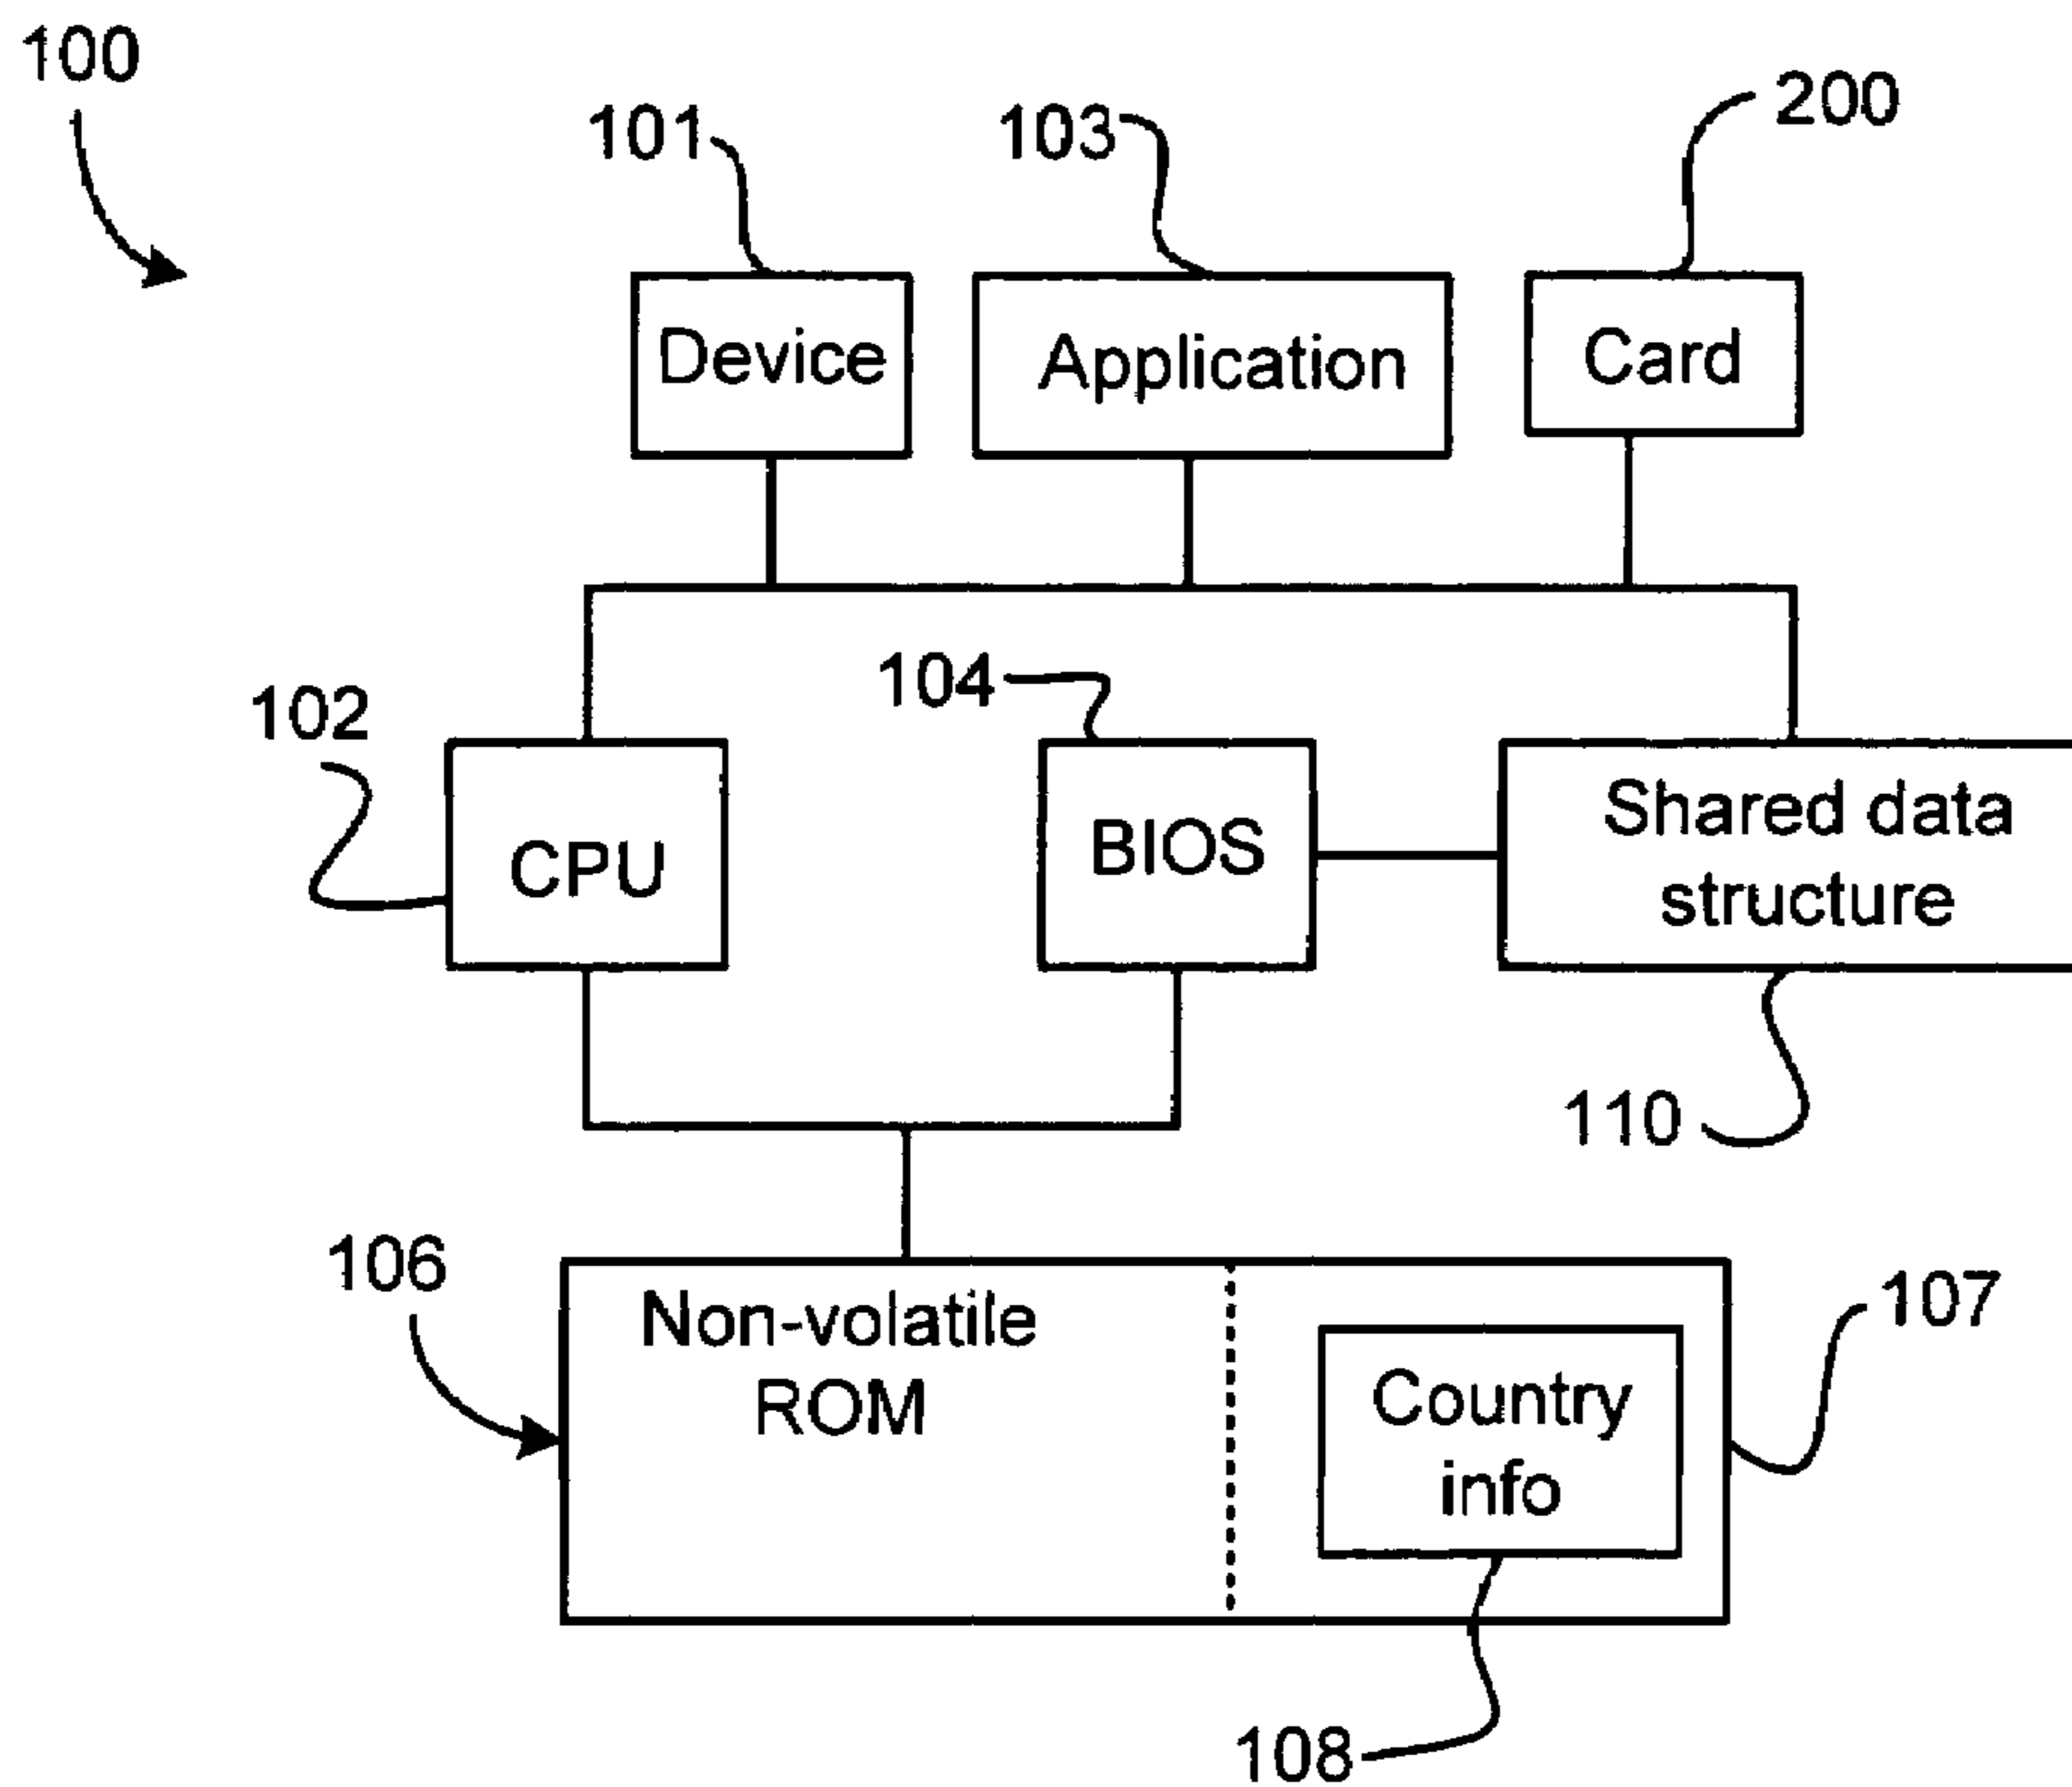 100
101
103
200
Device
Application
Card
102
104
CPU
BIOS
Shared data
structure
110
106
Non-volatile
ROM
107
Country
info
108